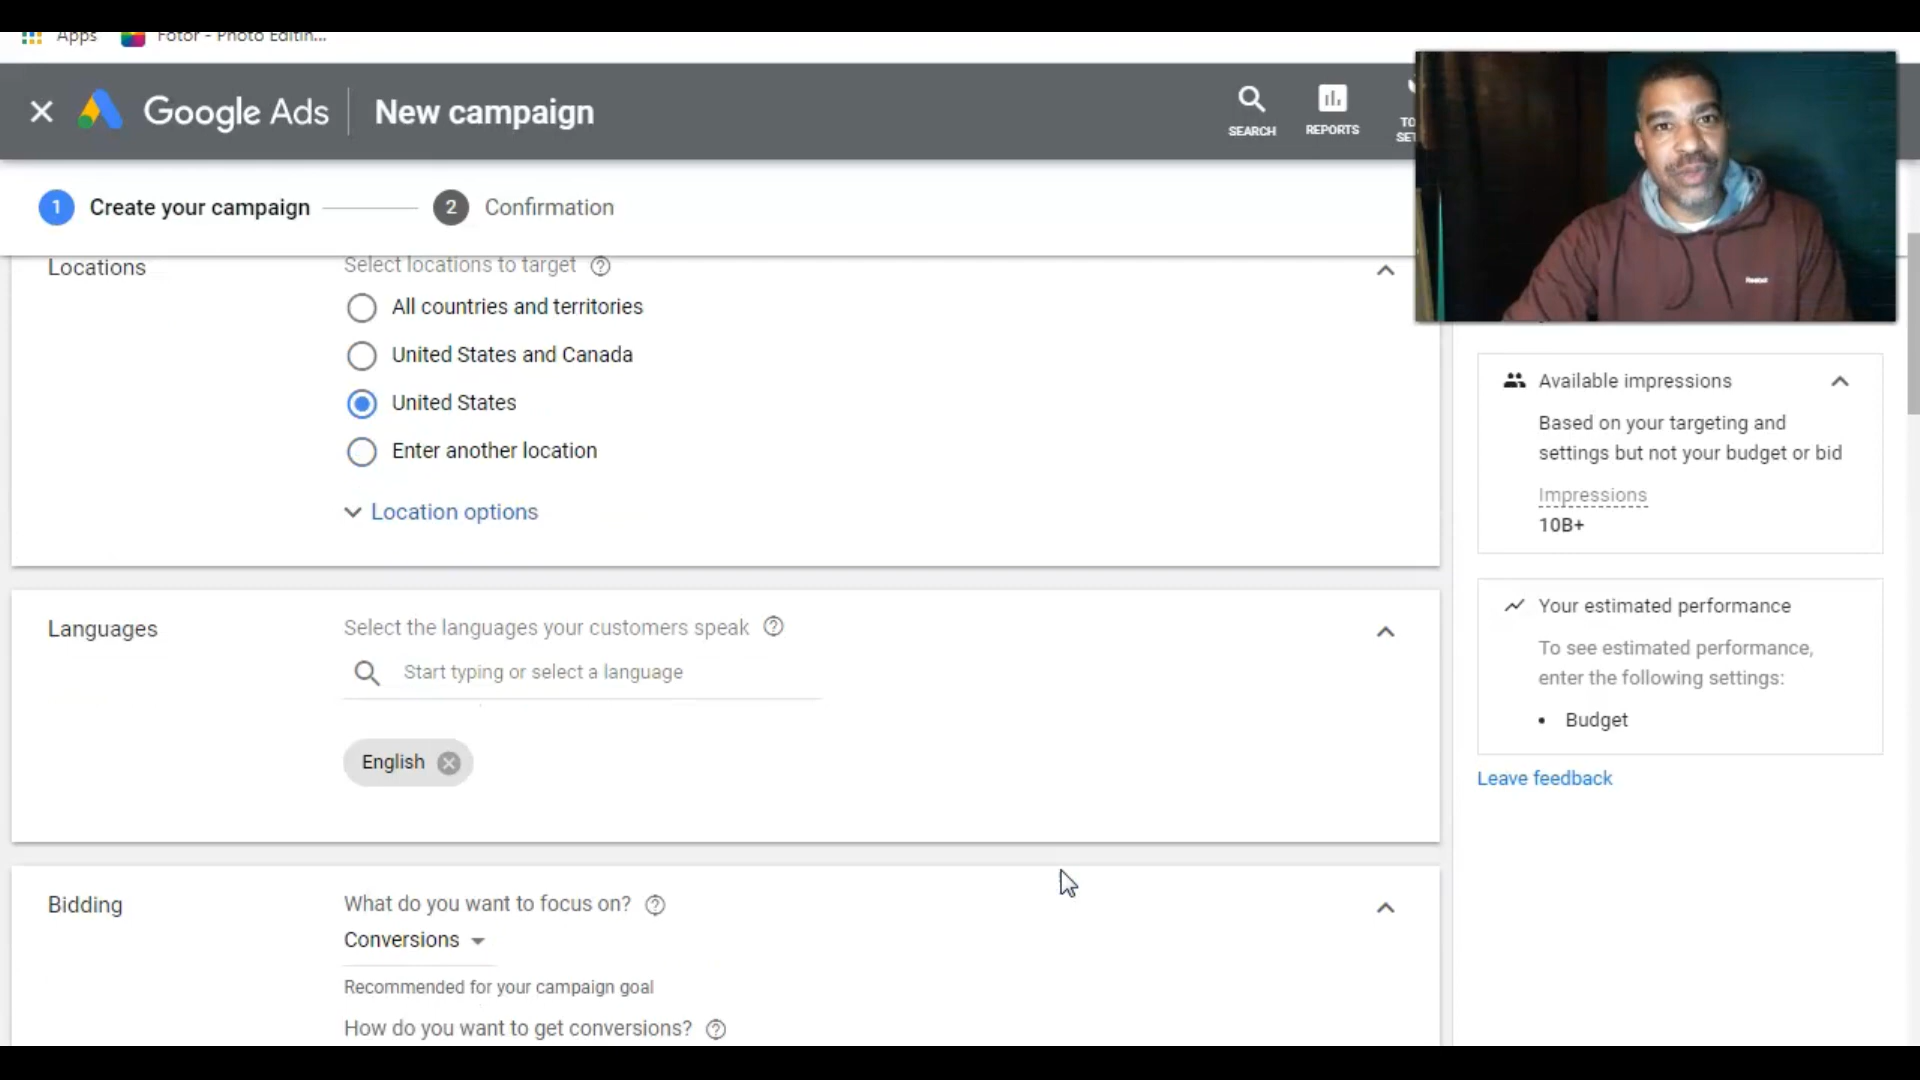 Apps Fotor - Photo Editin...
Google Ads New campaign
SEARCH
REPORTS
1 Create your campaign
2 Confirmation
Locations
Select locations to target
All countries and territories
United States and Canada
United States
Enter another location
Location options
Languages
Select the languages your customers speak
Start typing or select a language
English
Bidding
What do you want to focus on?
Conversions
Recommended for your campaign goal
How do you want to get conversions?
Available impressions
Based on your targeting and
settings but not your budget or bid
Impressions
10B+
Your estimated performance
To see estimated performance,
enter the following settings:
• Budget
Leave feedback